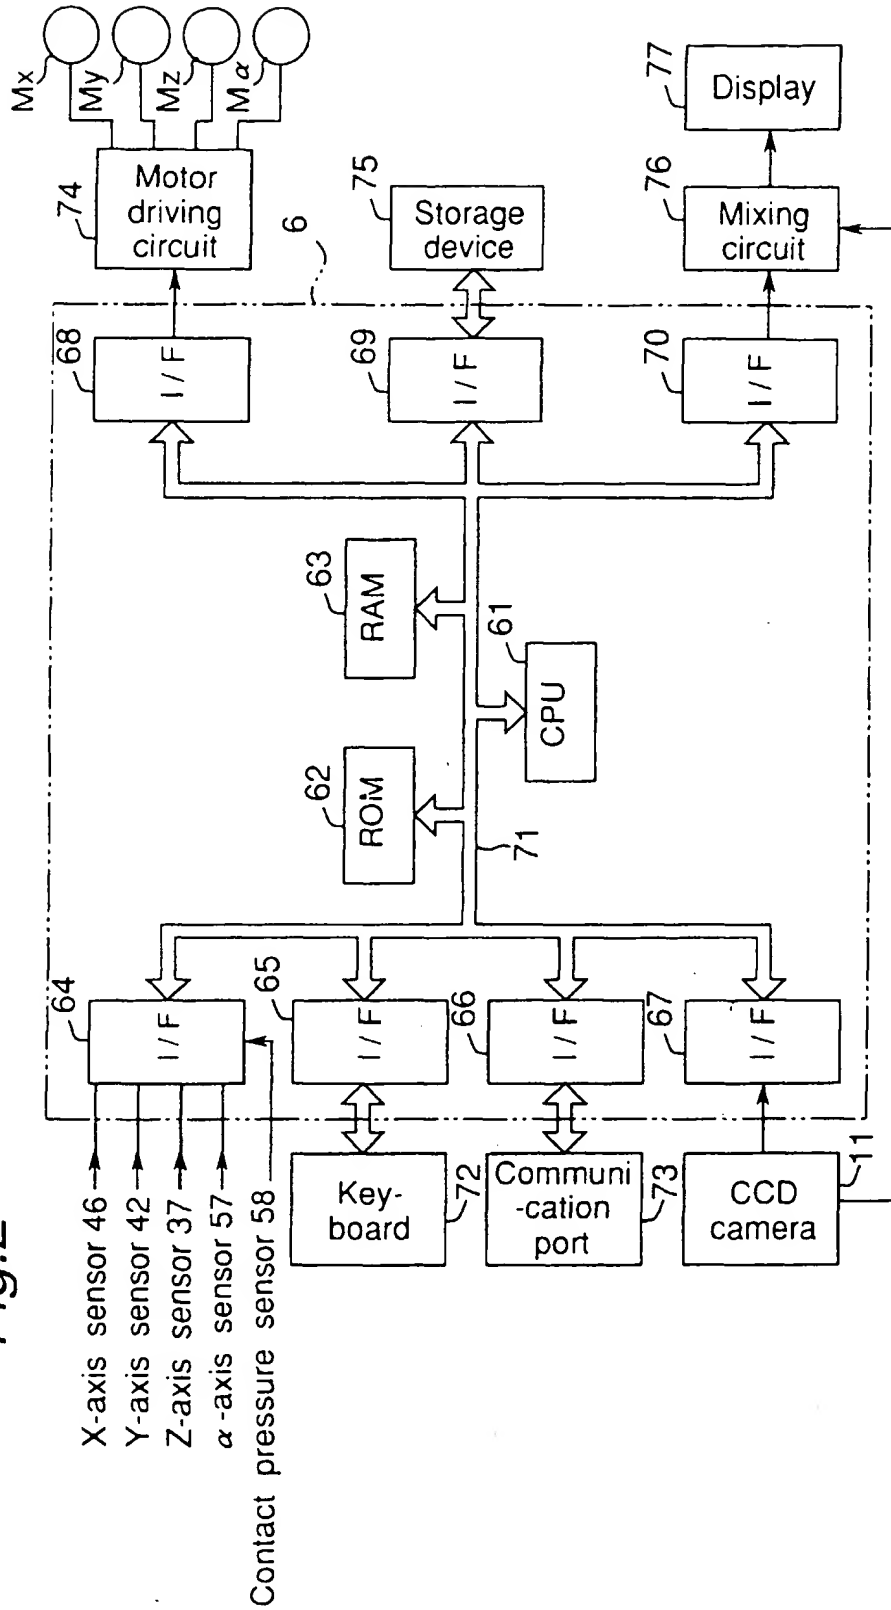 Fig.2
X-axis sensor 46
Y-axis sensor 42
Z-axis sensor 37
α-axis sensor 57
Contact pressure sensor 58
64
I/F
Key-
board
72
65
I/F
Communi
-cation
port
73
66
I/F
CCD
camera
11
67
I/F
62
ROM
63
RAM
71
61
CPU
68
I/F
69
I/F
70
I/F
6
74
Motor
driving
circuit
Mx
My
Mz
Mα
75
Storage
device
76
Mixing
circuit
77
Display